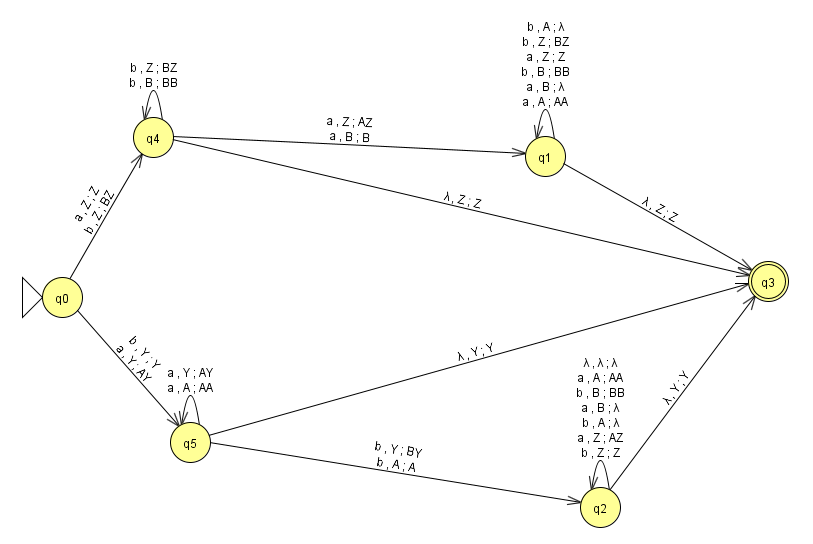 b , A ; λ
b , Z ; BZ
a , Z ; Z
b , B ; BB
a , B ; λ
a , A ; AA
b , Z ; BZ
b , B ; BB
q4
a , Z ; AZ
a , B ; B
q1
a , Z ; Z
b , Z ; BZ
λ , Z ; Z
λ , Z ; Z
q0
q3
b , Y ; Y
a , Y ; AY
a , Y ; AY
a , A ; AA
λ , Y ; Y
λ , λ ; λ
a , A ; AA
b , B ; BB
a , B ; λ
b , A ; λ
a , Z ; AZ
b , Z ; Z
λ , Y ; Y
q5
b , Y ; BY
b , A ; A
q2